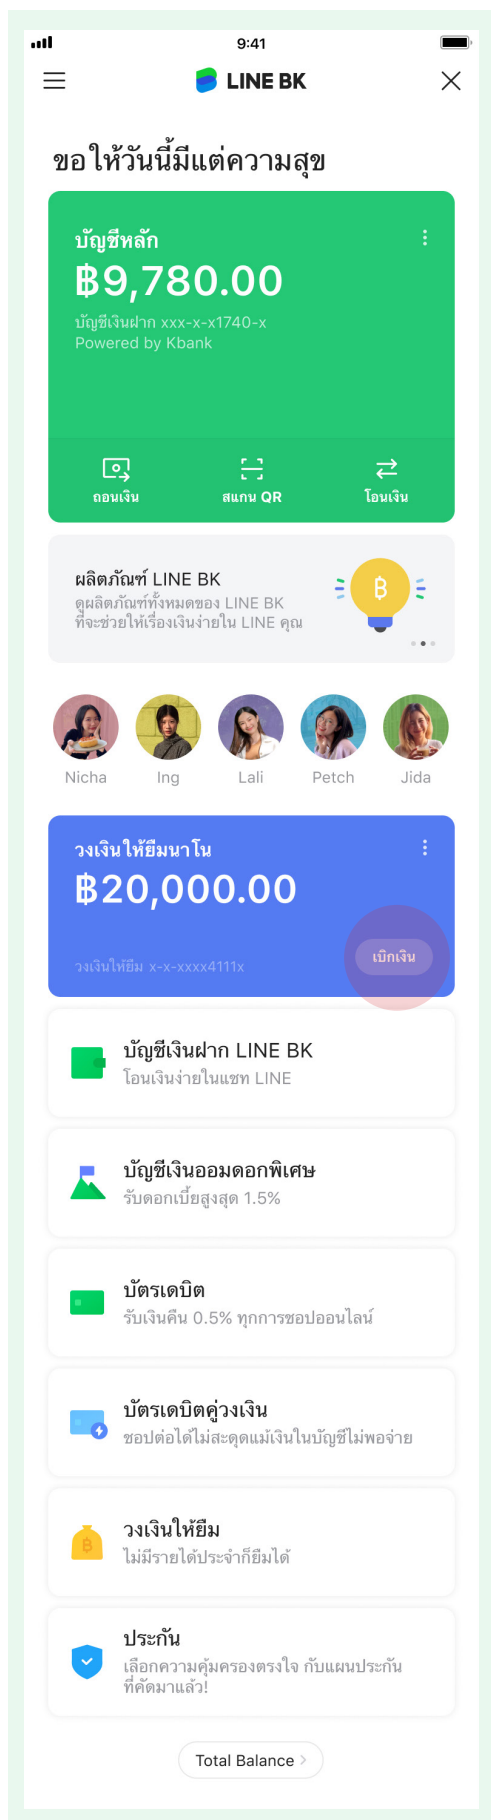 9:41
LINE BK
ขอให้วันนี้มีแต่ความสุข
บัญชีหลัก
฿9,780.00
บัญชีเงินฝาก xxx-x-x1740-x
Powered by Kbank
ถอนเงิน
สแกน QR
โอนเงิน
ผลิตภัณฑ์ LINE BK
ดูผลิตภัณฑ์ทั้งหมดของ LINE BK
ที่จะช่วยให้เรื่องเงินง่ายใน LINE คุณ
฿
Nicha
Ing
Lali
Petch
Jida
วงเงินให้ยืมนาโน
฿20,000.00
วงเงินให้ยืม x-x-xxxx4111x
เบิกเงิน
บัญชีเงินฝาก LINE BK
โอนเงินง่ายในแชท LINE
บัญชีเงินออมดอกพิเศษ
รับดอกเบี้ยสูงสุด 1.5%
บัตรเดบิต
รับเงินคืน 0.5% ทุกการชอปออนไลน์
บัตรเดบิตคู่วงเงิน
ชอปต่อได้ไม่สะดุดแม้เงินในบัญชีไม่พอจ่าย
฿
วงเงินให้ยืม
ไม่มีรายได้ประจำก็ยืมได้
ประกัน
เลือกความคุ้มครองตรงใจ กับแผนประกัน
ที่คัดมาแล้ว!
Total Balance